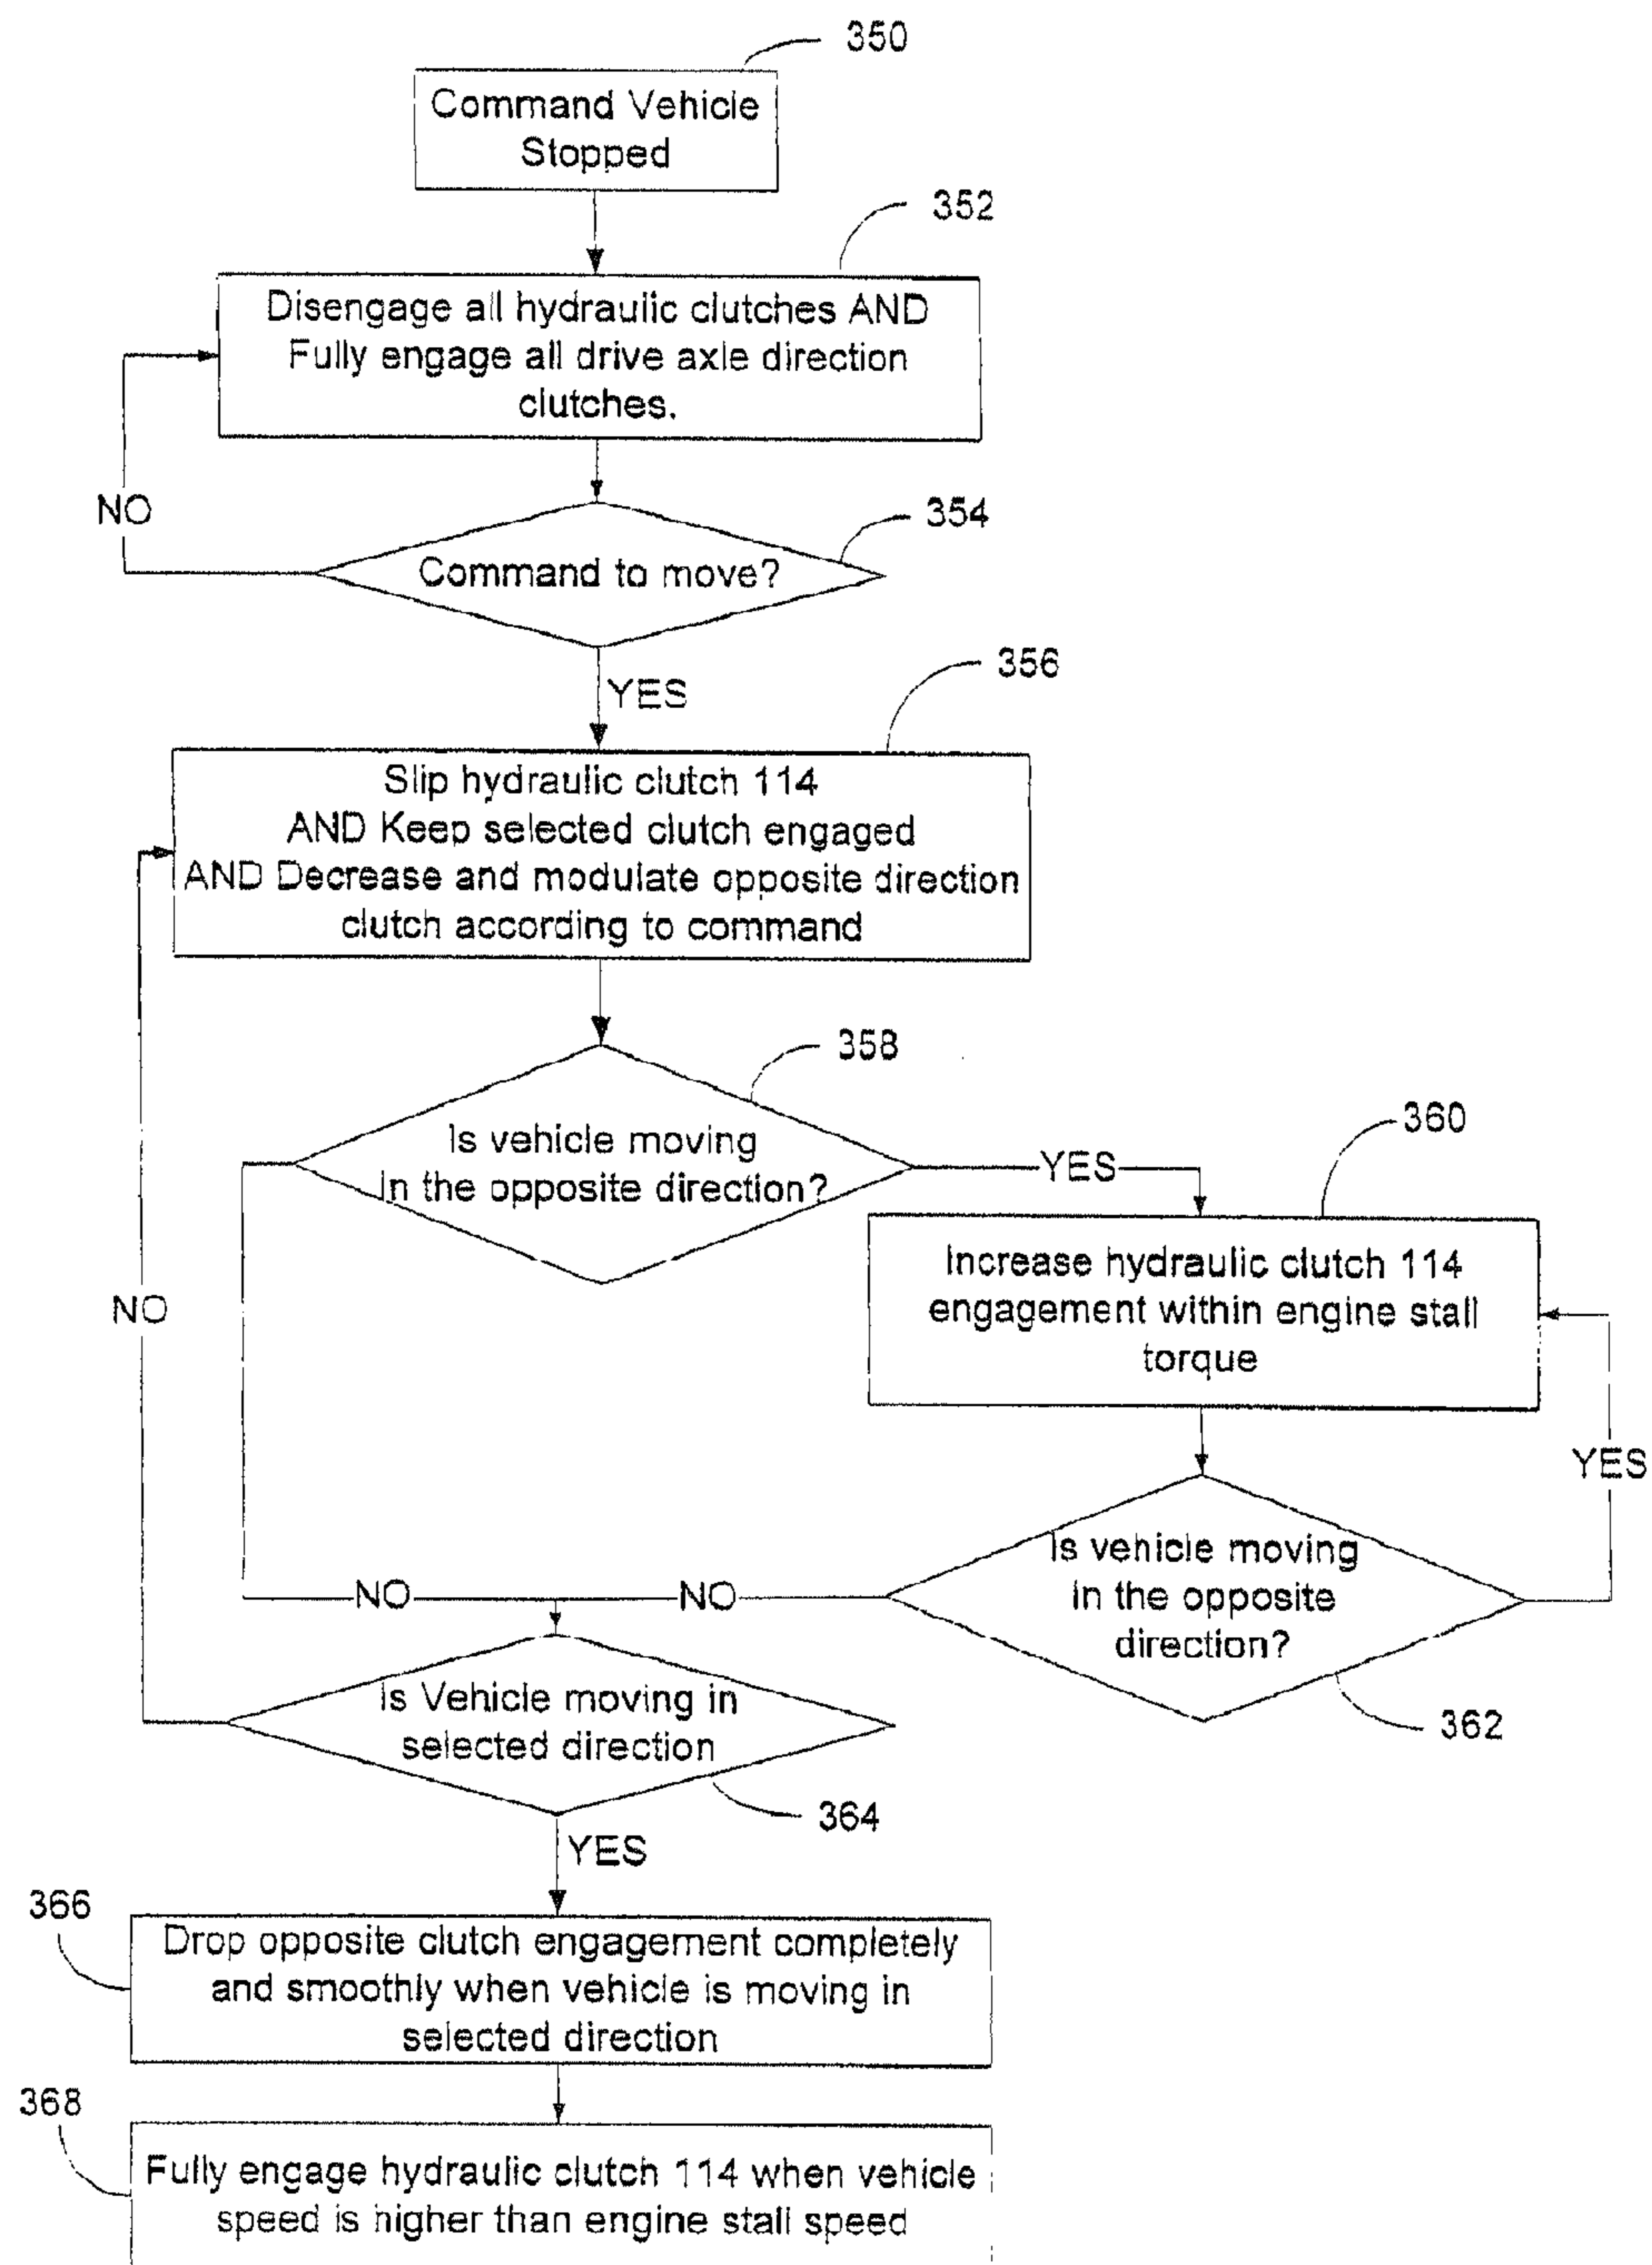 350
Command Vehicle
Stopped
352
Disengage all hydraulic clutches AND
Fully engage all drive axle direction
clutches.
NO
354
Command to move?
YES
356
Slip hydraulic clutch 114
AND Keep selected clutch engaged
AND Decrease and modulate opposite direction
clutch according to command
358
Is vehicle moving
in the opposite direction?
YES
360
Increase hydraulic clutch 114
engagement within engine stall
torque
NO
YES
Is vehicle moving
in the opposite
direction?
NO
NO
362
Is Vehicle moving in
selected direction
364
YES
366
Drop opposite clutch engagement completely
and smoothly when vehicle is moving in
selected direction
368
Fully engage hydraulic clutch 114 when vehicle
speed is higher than engine stall speed